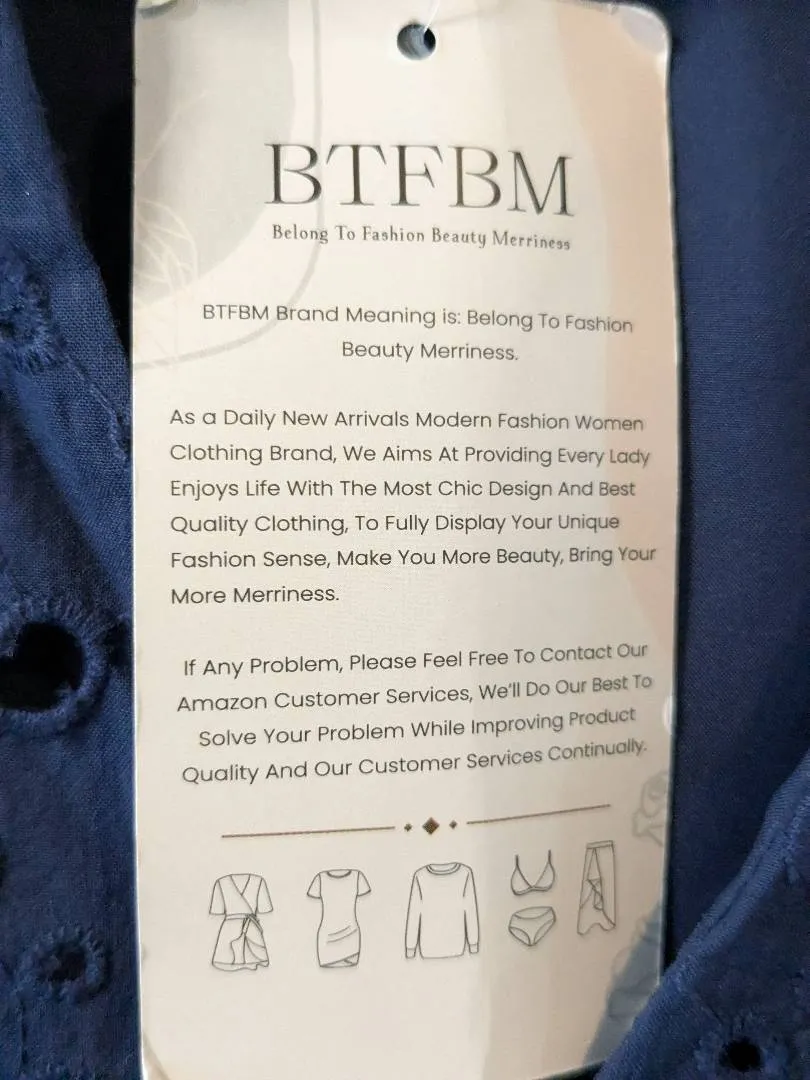 BTFBM
Belong To Fashion Beauty Merriness
BTFBM Brand Meaning is: Belong To Fashion
Beauty Merriness.
As a Daily New Arrivals Modern Fashion Women
Clothing Brand, We Aims At Providing Every Lady
Enjoys Life With The Most Chic Design And Best
Quality Clothing, To Fully Display Your Unique
Fashion Sense, Make You More Beauty, Bring Your
More Merriness.
If Any Problem, Please Feel Free To Contact Our
Amazon Customer Services, We'll Do Our Best To
Solve Your Problem While Improving Product
Quality And Our Customer Services Continually.